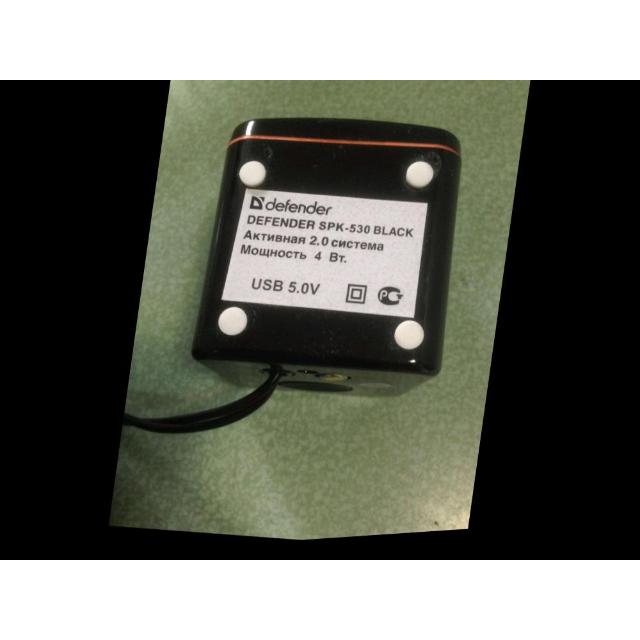 defender
DEFENDER SPK-530 BLACK
Активная 2.0 система
Мощность 4 Вт.
USB 5.0V